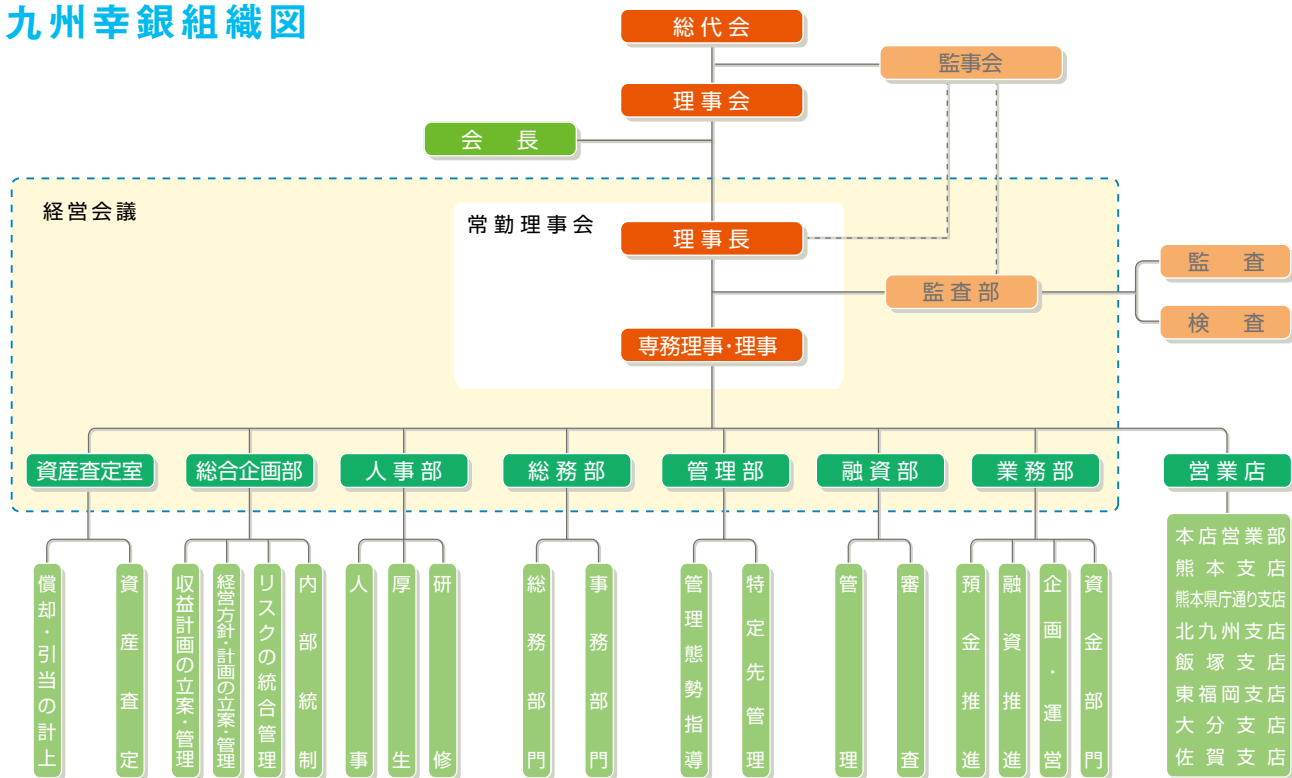 九州幸銀組織図
総代会
監事会
理事会
会長
経営会議
常勤理事会
理事長
監査部
監査
検査
専務理事・理事
資産査定室
総合企画部
人事部
総務部
管理部
融資部
業務部
営業店
償却・引当の計上
資産査定
収益計画の立案・管理
経営方針・計画の立案・管理
リスクの統合管理
内部統制
人事
厚生
研修
総務部門
事務部門
管理態勢指導
特定先管理
管理
審査
預金推進
融資推進
企画・運営
資金部門
本店営業部
熊本支店
熊本県庁通り支店
北九州支店
飯塚支店
東福岡支店
大分支店
佐賀支店